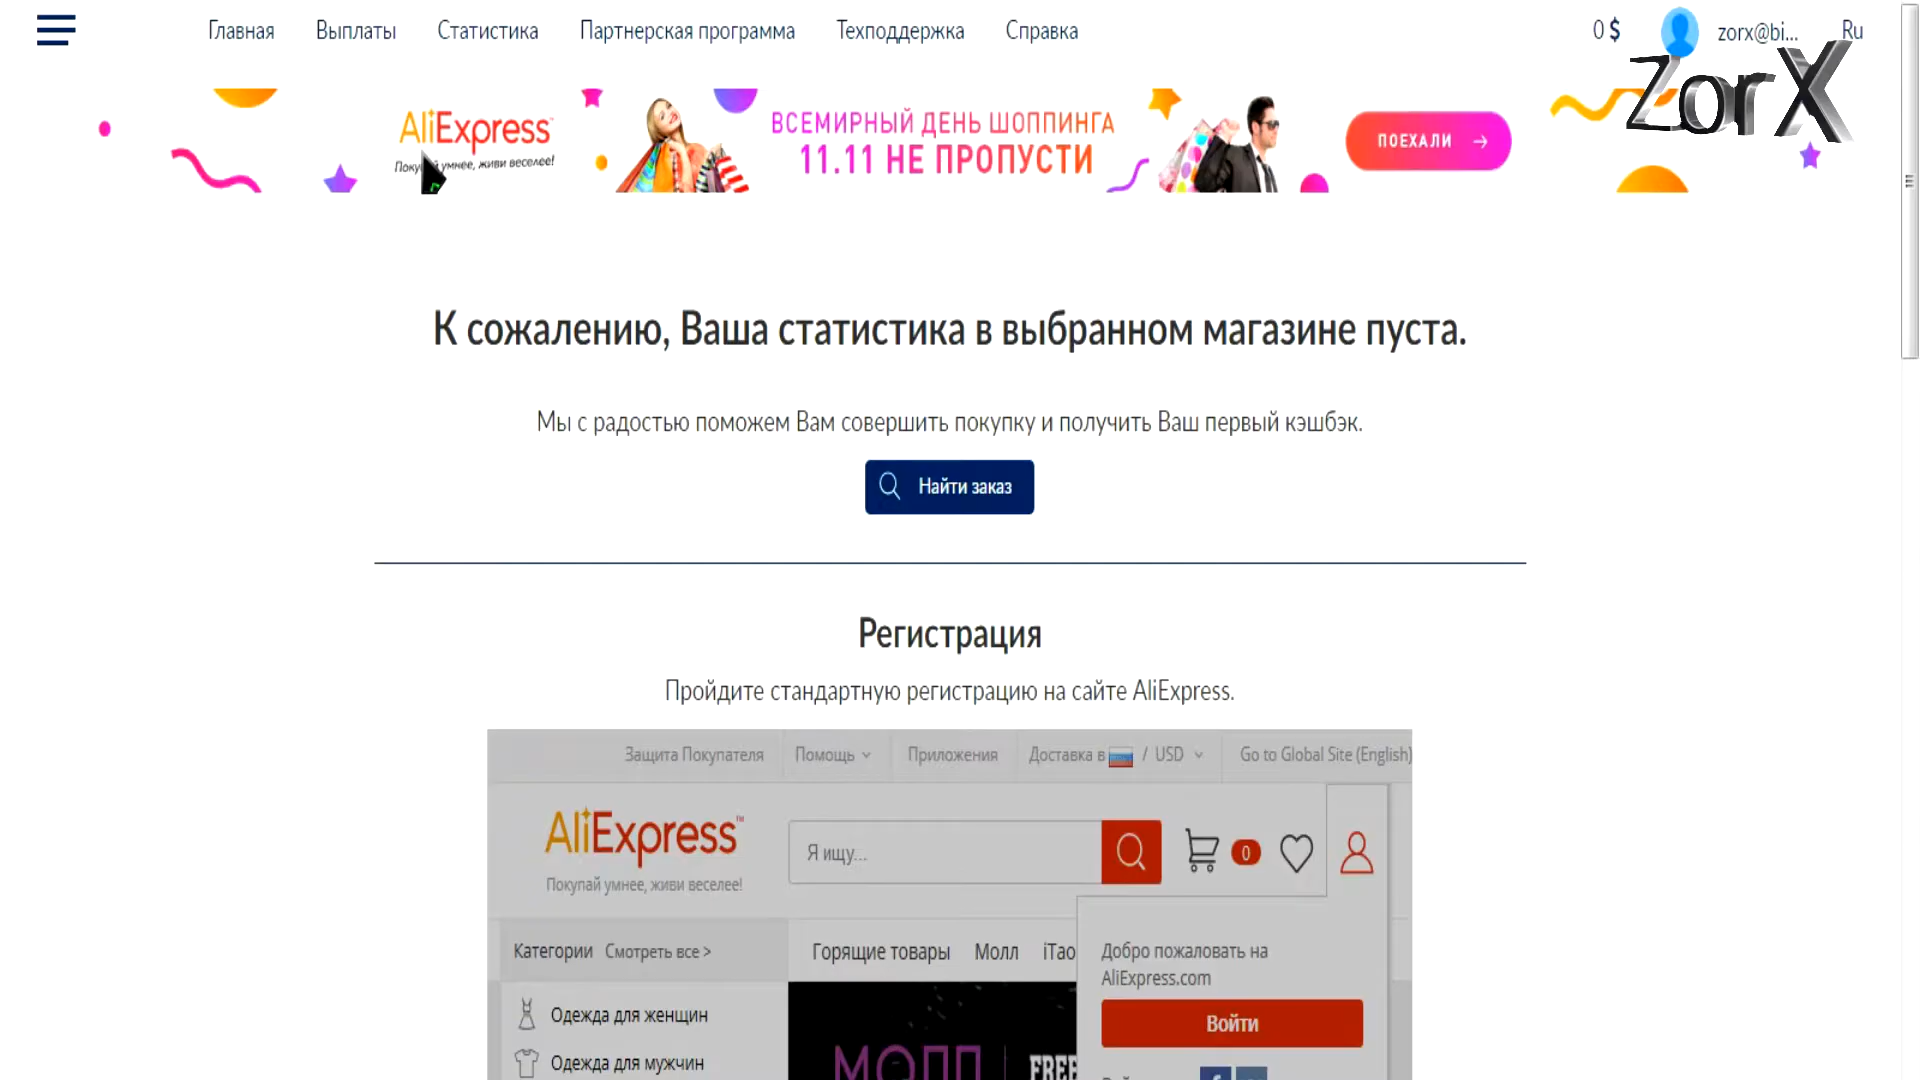 Главная Выплаты Статистика Партнерская программа Техподдержка Справка 0 $ zorx@bi... Ru
ZorX
AliExpress
Покупай умнее, живи веселее!
ВСЕМИРНЫЙ ДЕНЬ ШОППИНГА
11.11 НЕ ПРОПУСТИ
ПОЕХАЛИ
К сожалению, Ваша статистика в выбранном магазине пуста.
Мы с радостью поможем Вам совершить покупку и получить Ваш первый кэшбэк.
Найти заказ
Регистрация
Пройдите стандартную регистрацию на сайте AliExpress.
Защита Покупателя Помощь Приложения Доставка в / USD Go to Global Site (English)
AliExpress™
Покупай умнее, живи веселее!
Я ищу...
0
Категории Смотреть все >
Горящие товары Молл iTao
Добро пожаловать на
AliExpress.com
Войти
Одежда для женщин
Одежда для мужчин
МОЛЛ FREE